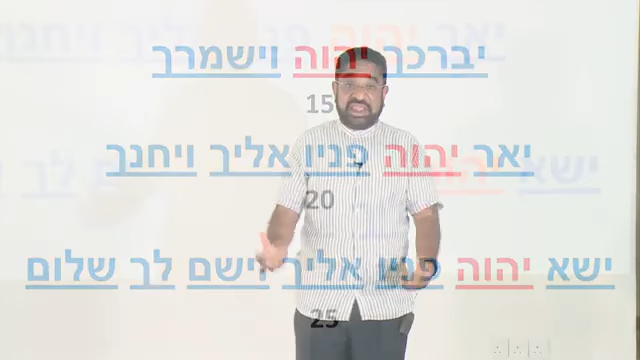 יברכך יהוה וישמרך
15
יאר יהוה פניו אליך ויחנך
20
ישא יהוה פניו אליך וישם לך שלום
25